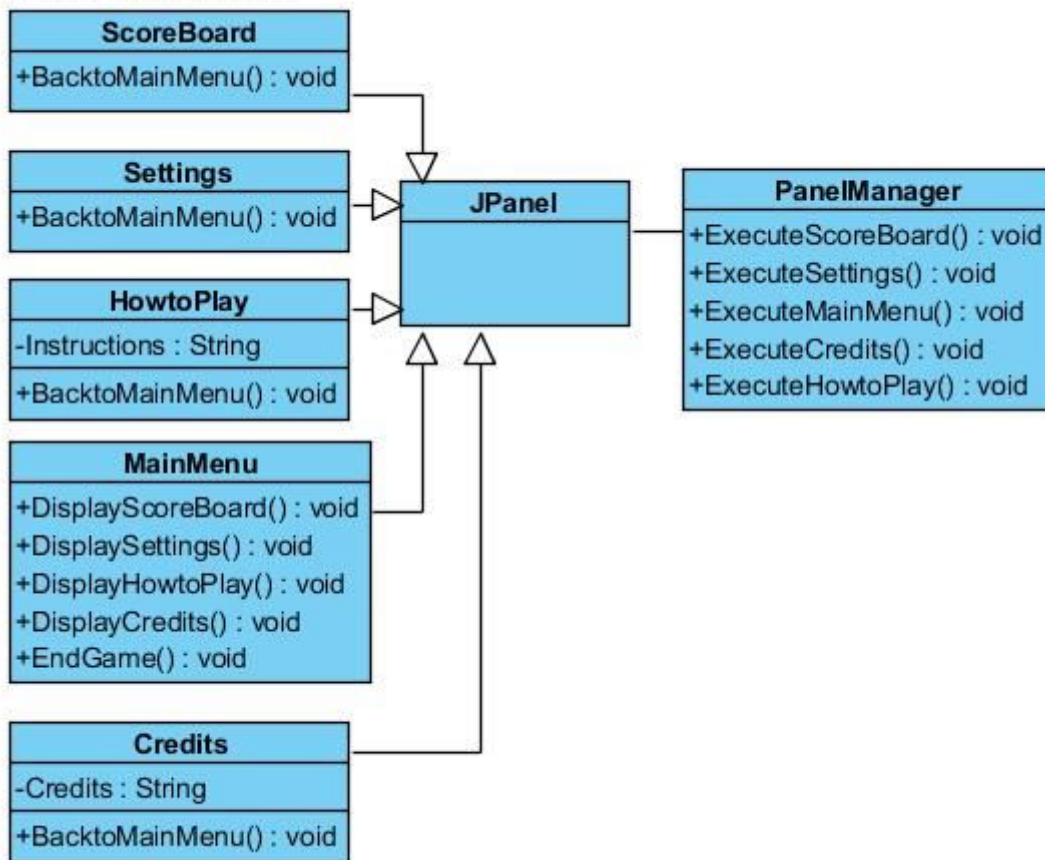 ScoreBoard
+BacktoMainMenu() : void
Settings
+BacktoMainMenu() : void
HowtoPlay
-Instructions : String
+BacktoMainMenu() : void
MainMenu
+DisplayScoreBoard() : void
+DisplaySettings() : void
+DisplayHowtoPlay() : void
+DisplayCredits() : void
+EndGame() : void
Credits
-Credits : String
+BacktoMainMenu() : void
JPanel
PanelManager
+ExecuteScoreBoard() : void
+ExecuteSettings() : void
+ExecuteMainMenu() : void
+ExecuteCredits() : void
+ExecuteHowtoPlay() : void